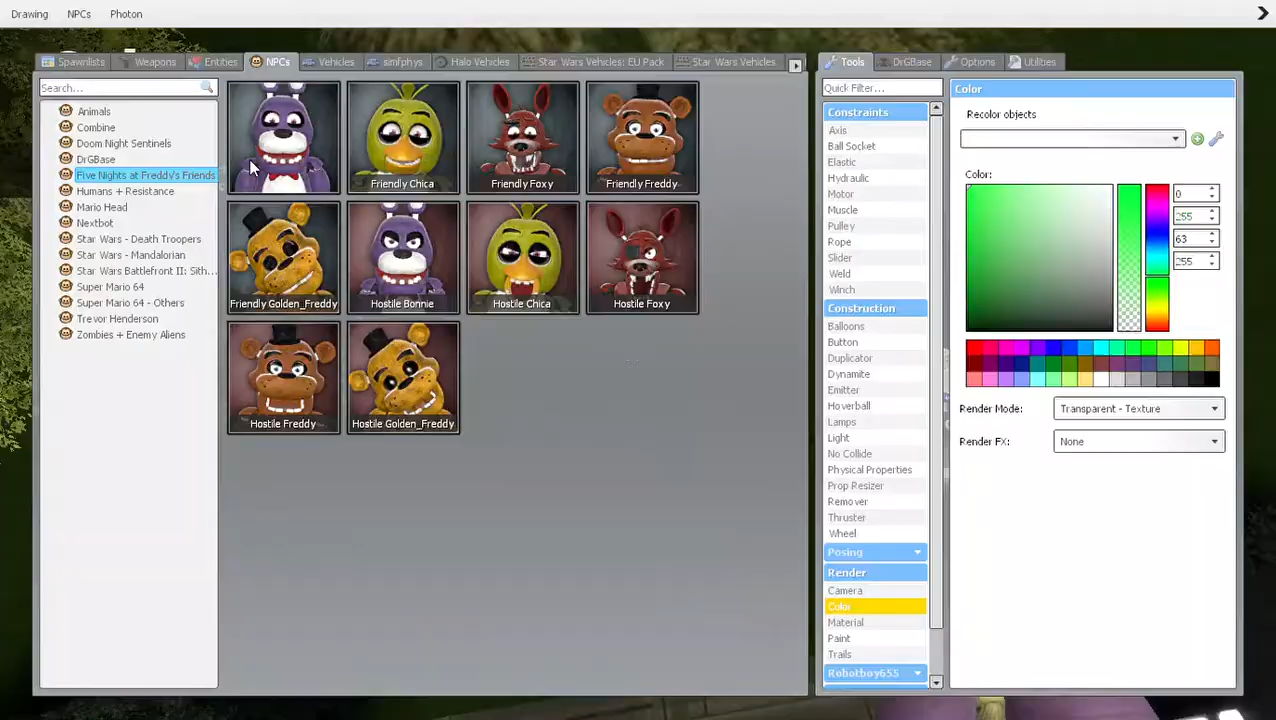 Drawing NPCs Photon
Spawnlists Weapons Entities NPCs Vehicles simfphys Halo Vehicles Star Wars Vehicles: EU Pack Star Wars Vehicles
Tools DrGBase Options Utilities
Search...
Animals
Combine
Doom Night Sentinels
DrGBase
Five Nights at Freddy's Friends
Humans + Resistance
Mario Head
Nextbot
Star Wars - Death Troopers
Star Wars - Mandalorian
Star Wars Battlefront II: Sith...
Super Mario 64
Super Mario 64 - Others
Trevor Henderson
Zombies + Enemy Aliens
Friendly Chica
Friendly Foxy
Friendly Freddy
Friendly Golden_Freddy
Hostile Bonnie
Hostile Chica
Hostile Foxy
Hostile Freddy
Hostile Golden_Freddy
Quick Filter...
Constraints
Axis
Ball Socket
Elastic
Hydraulic
Motor
Muscle
Pulley
Rope
Slider
Weld
Winch
Construction
Balloons
Button
Duplicator
Dynamite
Emitter
Hoverball
Lamps
Light
No Collide
Physical Properties
Prop Resizer
Remover
Thruster
Wheel
Posing
Render
Camera
Color
Material
Paint
Trails
Robotboy655
Color
Recolor objects
Color:
0
255
63
255
Render Mode: Transparent - Texture
Render FX: None